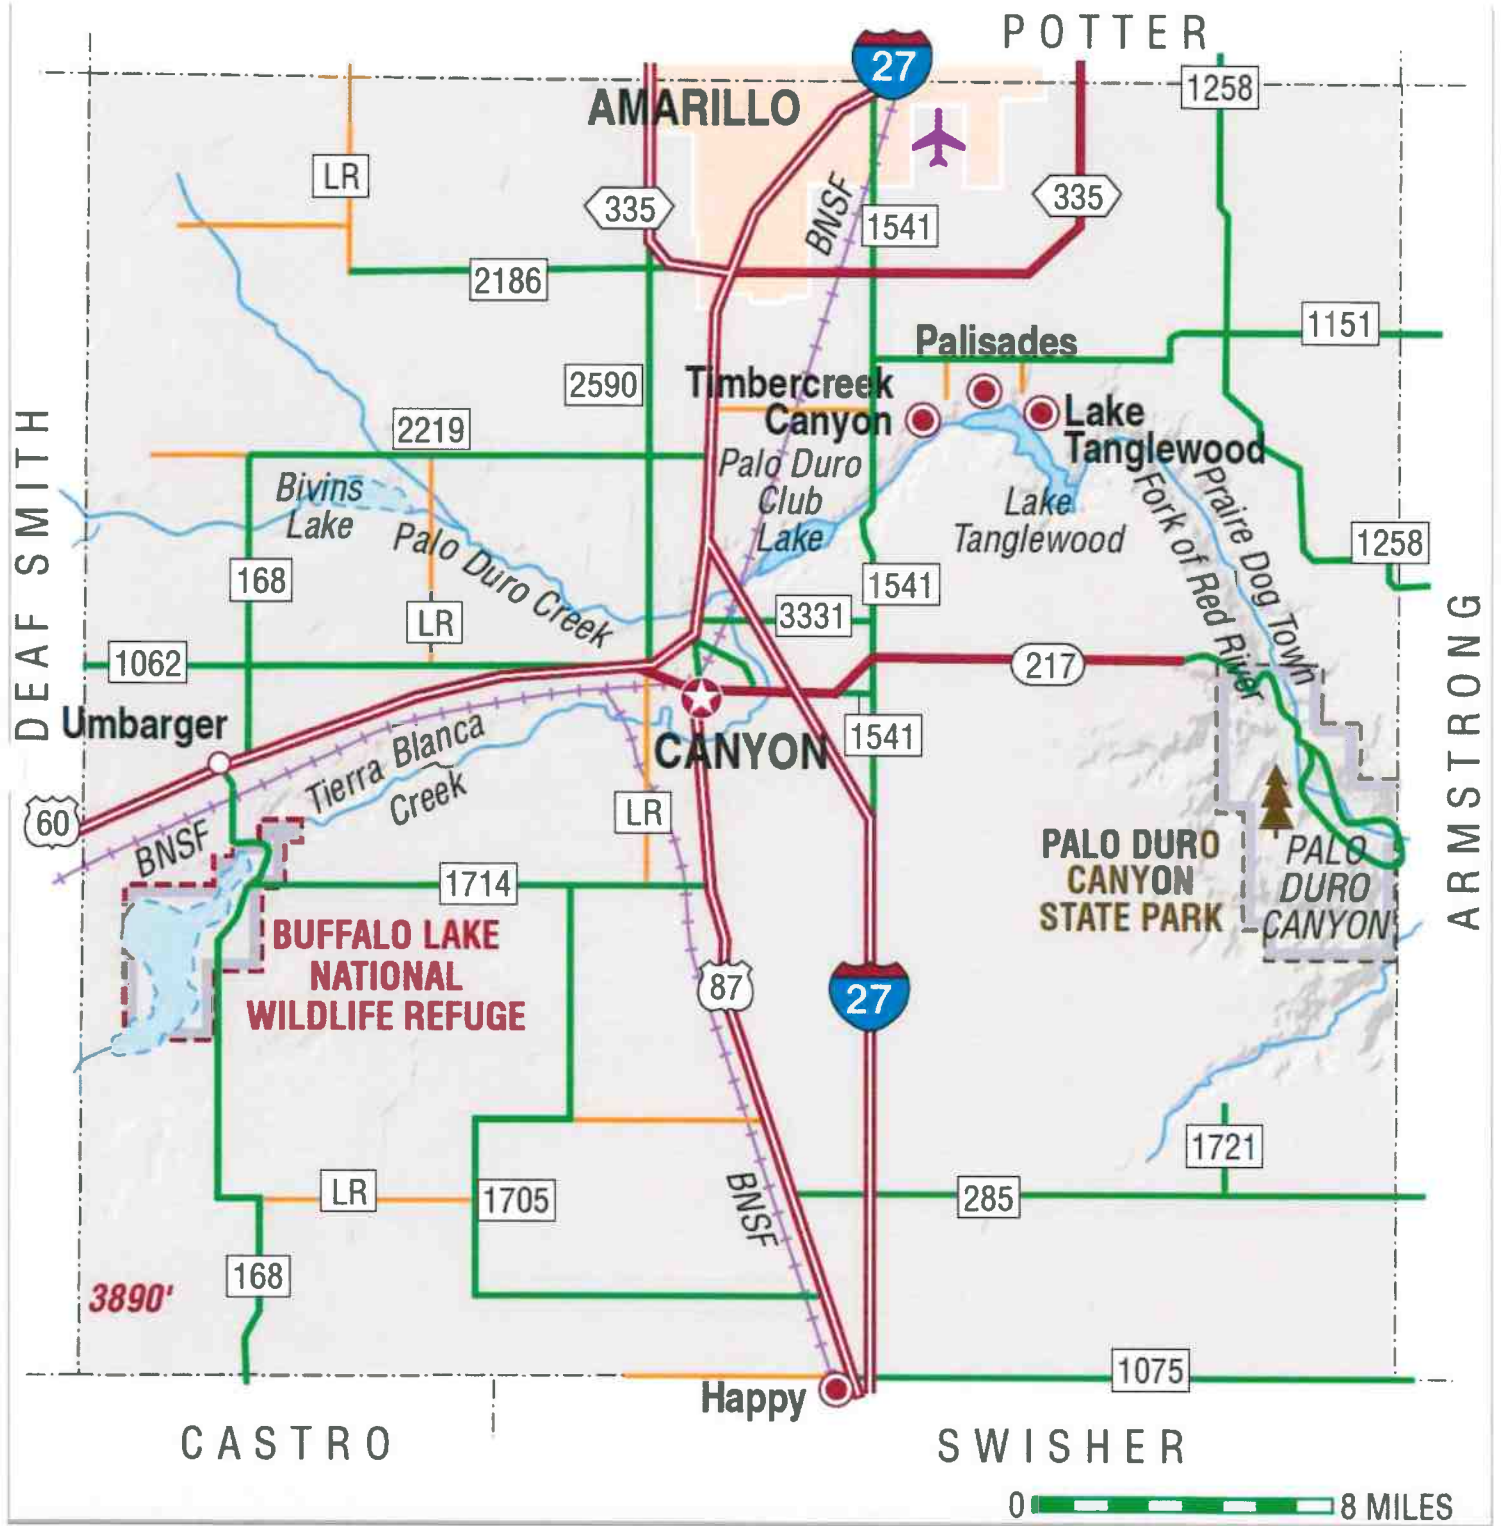 POTTER
27
1258
AMARILLO
LR
335
BNSF
1541
335
2186
1151
Palisades
2590
Timbercreek
Canyon
Lake
Tanglewood
2219
Palo Duro
Club
Lake
Bivins
Lake
Lake
Tanglewood
Praire Dog Town
Fork of Red River
DEAF SMITH
Palo Duro Creek
1258
168
1541
LR
3331
1062
217
ARMSTRONG
Umbarger
Tierra Blanca
Creek
CANYON
1541
60
BNSF
LR
PALO DURO
CANYON
STATE PARK
PALO
DURO
CANYON
1714
BUFFALO LAKE
NATIONAL
WILDLIFE REFUGE
87
27
1721
LR
1705
BNSF
285
168
3890'
1075
Happy
CASTRO
SWISHER
0
8 MILES